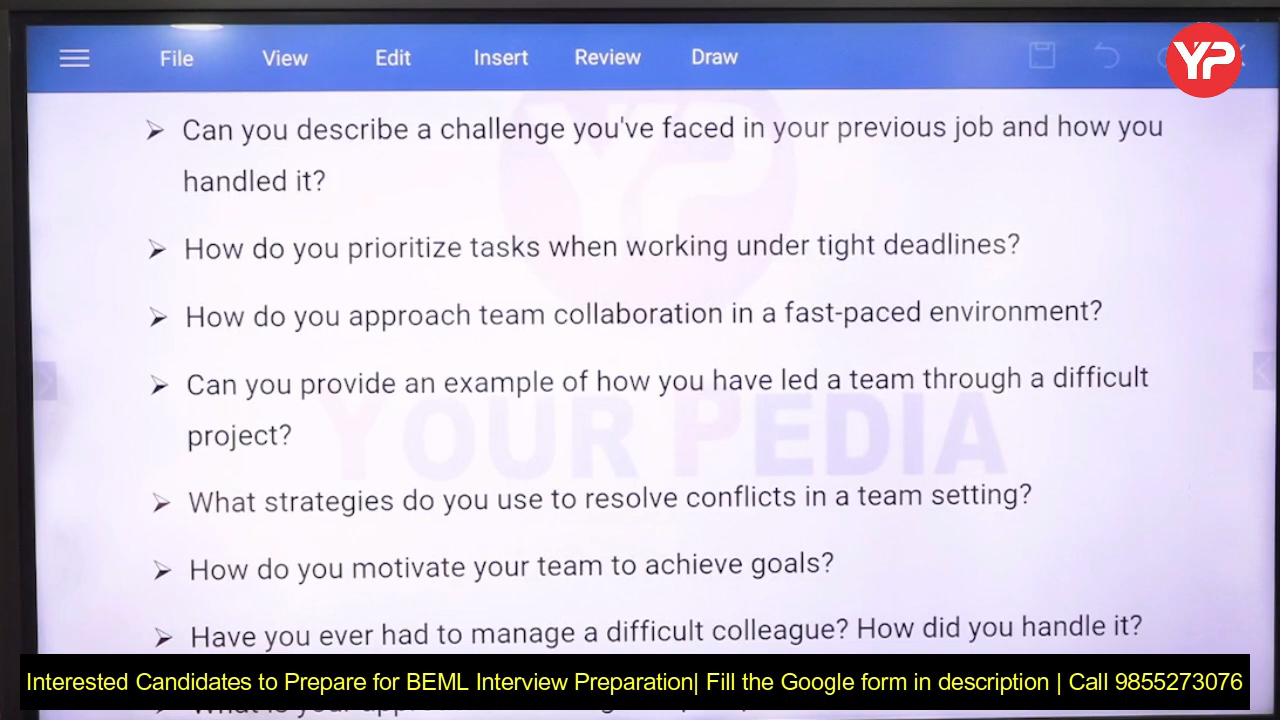 File View Edit Insert Review Draw
YP
➢ Can you describe a challenge you've faced in your previous job and how you
handled it?
➢ How do you prioritize tasks when working under tight deadlines?
➢ How do you approach team collaboration in a fast-paced environment?
➢ Can you provide an example of how you have led a team through a difficult
project?
YOUR PEDIA
➢ What strategies do you use to resolve conflicts in a team setting?
➢ How do you motivate your team to achieve goals?
➢ Have you ever had to manage a difficult colleague? How did you handle it?
Interested Candidates to Prepare for BEML Interview Preparation| Fill the Google form in description | Call 9855273076